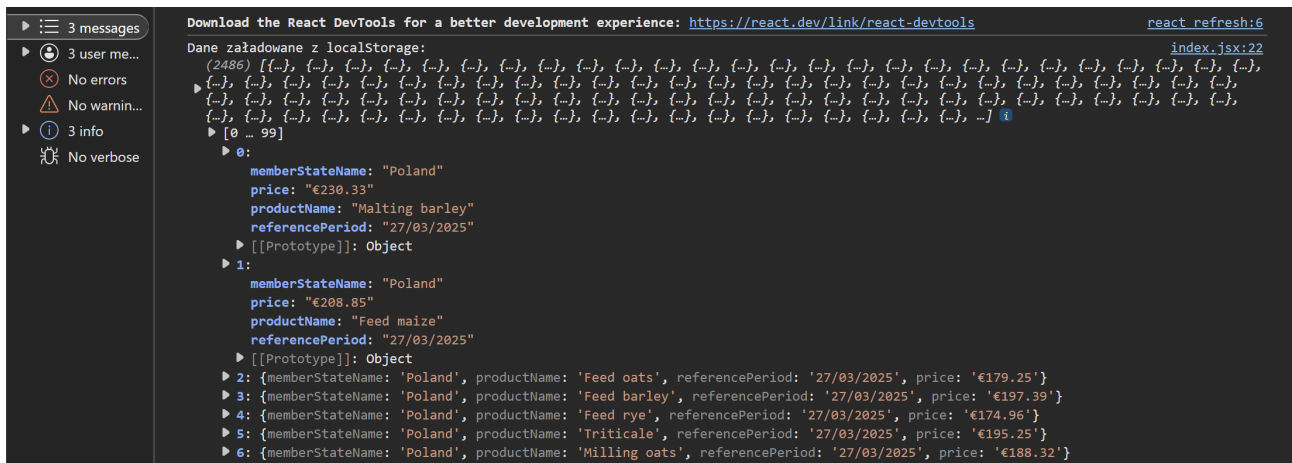 3 messages
3 user me...
No errors
No warnin...
3 info
No verbose
Download the React DevTools for a better development experience: https://react.dev/link/react-devtools react refresh:6
Dane załadowane z localStorage: index.jsx:22
(2486) [{…}, {…}, {…}, {…}, {…}, {…}, {…}, {…}, {…}, {…}, {…}, {…}, {…}, {…}, {…}, {…}, {…}, {…}, {…}, {…}, {…}, {…}, {…}, {…}, {…}, {…},
{…}, {…}, {…}, {…}, {…}, {…}, {…}, {…}, {…}, {…}, {…}, {…}, {…}, {…}, {…}, {…}, {…}, {…}, {…}, {…}, {…}, {…}, {…}, {…}, {…}, {…}, {…},
{…}, {…}, {…}, {…}, {…}, {…}, {…}, {…}, {…}, {…}, {…}, {…}, {…}, {…}, {…}, {…}, {…}, {…}, {…}, {…}, {…}, {…}, {…}, {…}, {…}, {…}, {…},
{…}, {…}, {…}, {…}, {…}, {…}, {…}, {…}, {…}, {…}, {…}, {…}, {…}, {…}, {…}, {…}, {…}, {…}, {…}, {…}, …] i
[0 … 99]
0:
memberStateName: "Poland"
price: "€230.33"
productName: "Malting barley"
referencePeriod: "27/03/2025"
[[Prototype]]: Object
1:
memberStateName: "Poland"
price: "€208.85"
productName: "Feed maize"
referencePeriod: "27/03/2025"
[[Prototype]]: Object
2: {memberStateName: 'Poland', productName: 'Feed oats', referencePeriod: '27/03/2025', price: '€179.25'}
3: {memberStateName: 'Poland', productName: 'Feed barley', referencePeriod: '27/03/2025', price: '€197.39'}
4: {memberStateName: 'Poland', productName: 'Feed rye', referencePeriod: '27/03/2025', price: '€174.96'}
5: {memberStateName: 'Poland', productName: 'Triticale', referencePeriod: '27/03/2025', price: '€195.25'}
6: {memberStateName: 'Poland', productName: 'Milling oats', referencePeriod: '27/03/2025', price: '€188.32'}